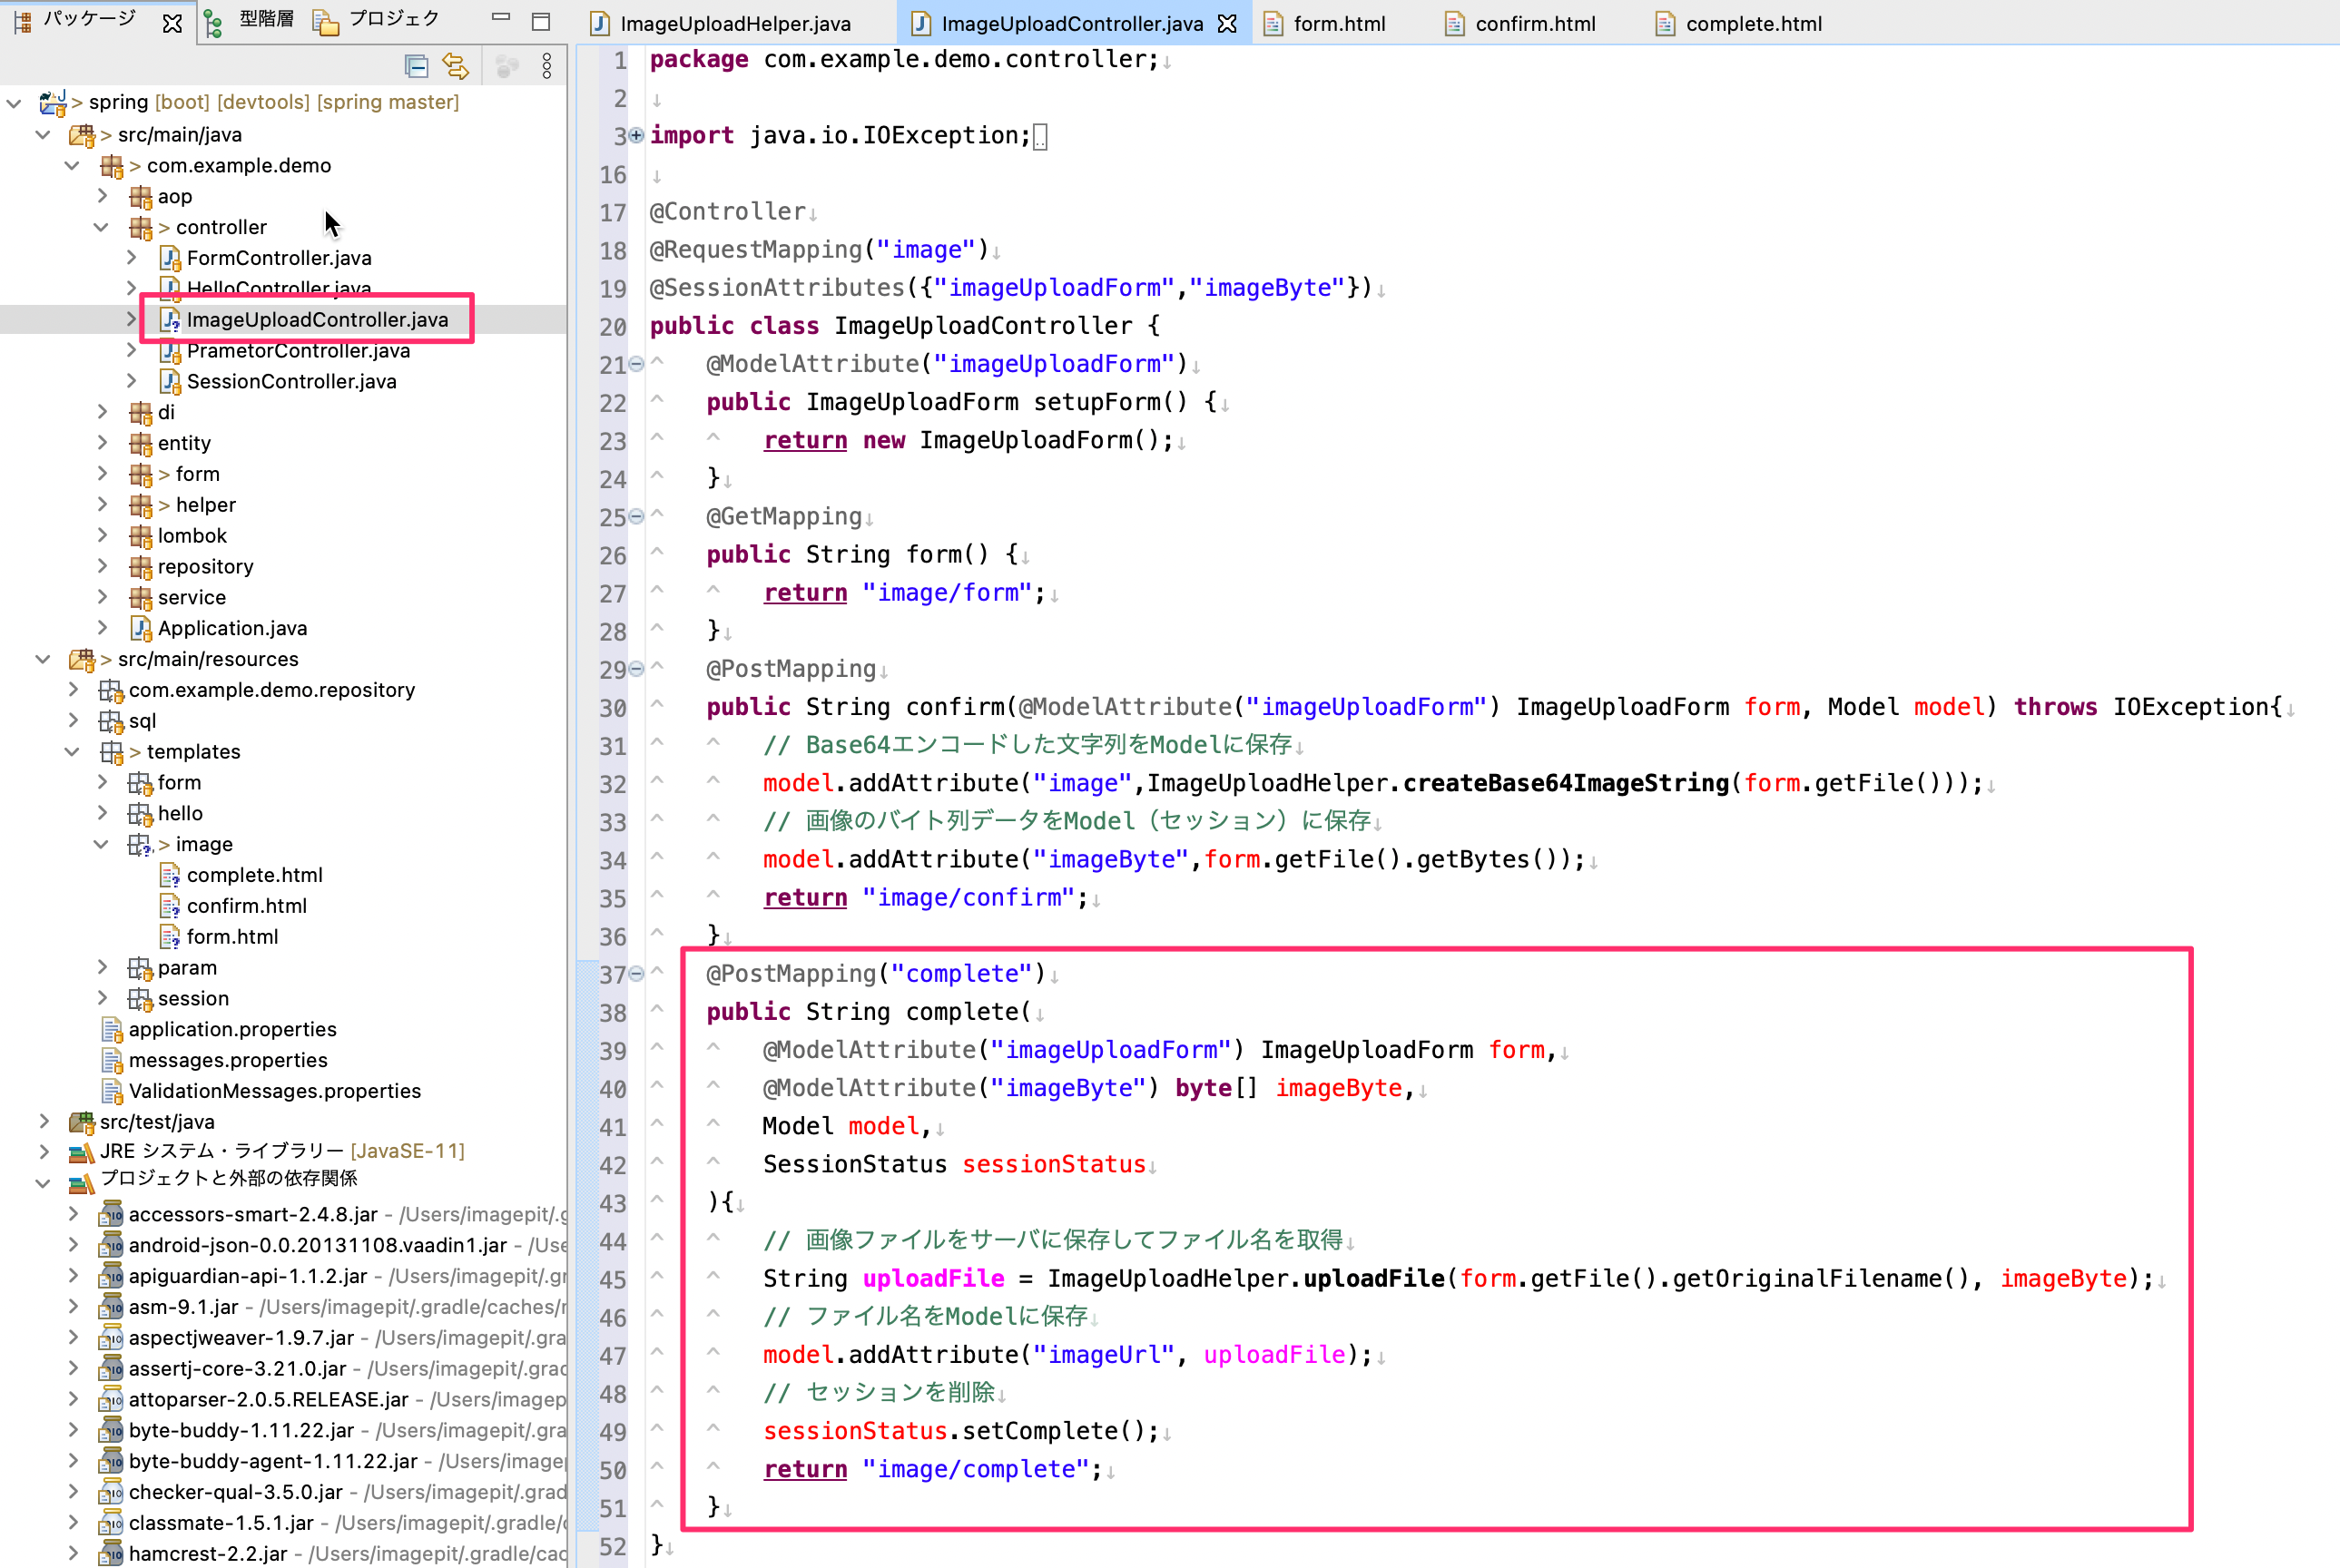 パッケージ
型階層
プロジェク
> spring [boot] [devtools] [spring master]
> src/main/java
> com.example.demo
aop
> controller
FormController.java
HelloController.java
ImageUploadController.java
PrametorController.java
SessionController.java
di
entity
> form
> helper
lombok
repository
service
Application.java
> src/main/resources
com.example.demo.repository
sql
> templates
form
hello
> image
complete.html
confirm.html
form.html
param
session
application.properties
messages.properties
ValidationMessages.properties
src/test/java
JRE システム・ライブラリー [JavaSE-11]
プロジェクトと外部の依存関係
accessors-smart-2.4.8.jar - /Users/imagepit/.g
android-json-0.0.20131108.vaadin1.jar - /Use
apiguardian-api-1.1.2.jar - /Users/imagepit/.gr
asm-9.1.jar - /Users/imagepit/.gradle/caches/r
aspectjweaver-1.9.7.jar - /Users/imagepit/.gra
assertj-core-3.21.0.jar - /Users/imagepit/.grad
attoparser-2.0.5.RELEASE.jar - /Users/imagep
byte-buddy-1.11.22.jar - /Users/imagepit/.gra
byte-buddy-agent-1.11.22.jar - /Users/image
checker-qual-3.5.0.jar - /Users/imagepit/.grad
classmate-1.5.1.jar - /Users/imagepit/.gradle/
hamcrest-2.2.jar - /Users/imagepit/.gradle/cac
ImageUploadHelper.java
ImageUploadController.java
form.html
confirm.html
complete.html
1 package com.example.demo.controller;↓
2 ↓
3 import java.io.IOException;
16 ↓
17 @Controller↓
18 @RequestMapping("image")↓
19 @SessionAttributes({"imageUploadForm","imageByte"})↓
20 public class ImageUploadController {
21 ^ @ModelAttribute("imageUploadForm")↓
22 ^ public ImageUploadForm setupForm() {↓
23 ^ ^ return new ImageUploadForm();↓
24 ^ }↓
25 ^ @GetMapping↓
26 ^ public String form() {↓
27 ^ ^ return "image/form";↓
28 ^ }↓
29 ^ @PostMapping↓
30 ^ public String confirm(@ModelAttribute("imageUploadForm") ImageUploadForm form, Model model) throws IOException{↓
31 ^ ^ // Base64エンコードした文字列をModelに保存↓
32 ^ ^ model.addAttribute("image",ImageUploadHelper.createBase64ImageString(form.getFile()));↓
33 ^ ^ // 画像のバイト列データをModel（セッション）に保存↓
34 ^ ^ model.addAttribute("imageByte",form.getFile().getBytes());↓
35 ^ ^ return "image/confirm";↓
36 ^ }↓
37 ^ @PostMapping("complete")↓
38 ^ public String complete(↓
39 ^ ^ @ModelAttribute("imageUploadForm") ImageUploadForm form,↓
40 ^ ^ @ModelAttribute("imageByte") byte[] imageByte,↓
41 ^ ^ Model model,↓
42 ^ ^ SessionStatus sessionStatus↓
43 ^ ){↓
44 ^ ^ // 画像ファイルをサーバに保存してファイル名を取得↓
45 ^ ^ String uploadFile = ImageUploadHelper.uploadFile(form.getFile().getOriginalFilename(), imageByte);↓
46 ^ ^ // ファイル名をModelに保存↓
47 ^ ^ model.addAttribute("imageUrl", uploadFile);↓
48 ^ ^ // セッションを削除↓
49 ^ ^ sessionStatus.setComplete();↓
50 ^ ^ return "image/complete";↓
51 ^ }↓
52 }↓